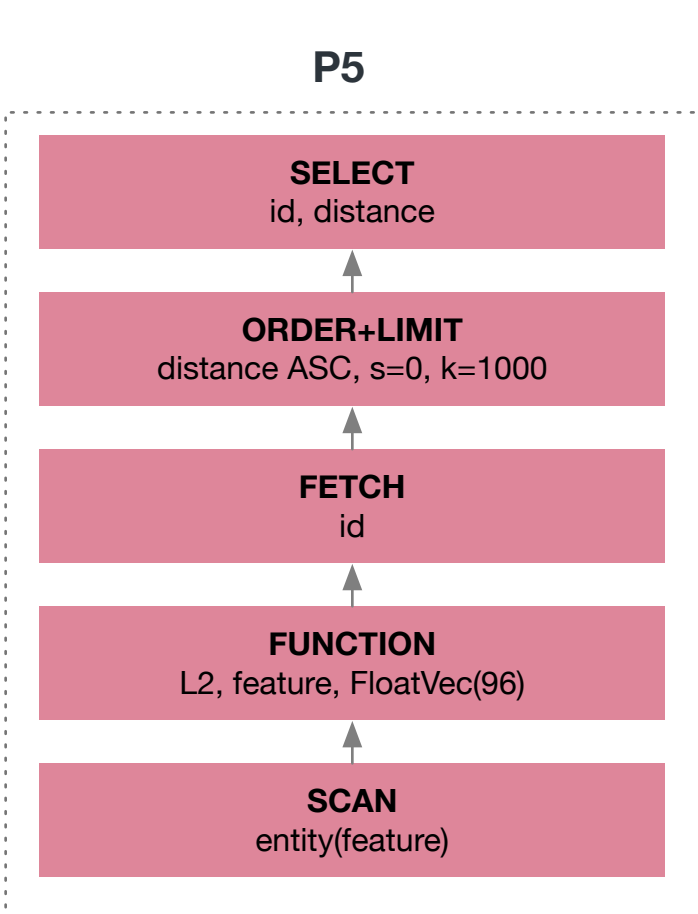 P5
SELECT
id, distance
ORDER+LIMIT
distance ASC, s=0, k=1000
FETCH
id
FUNCTION
L2, feature, FloatVec(96)
SCAN
entity(feature)